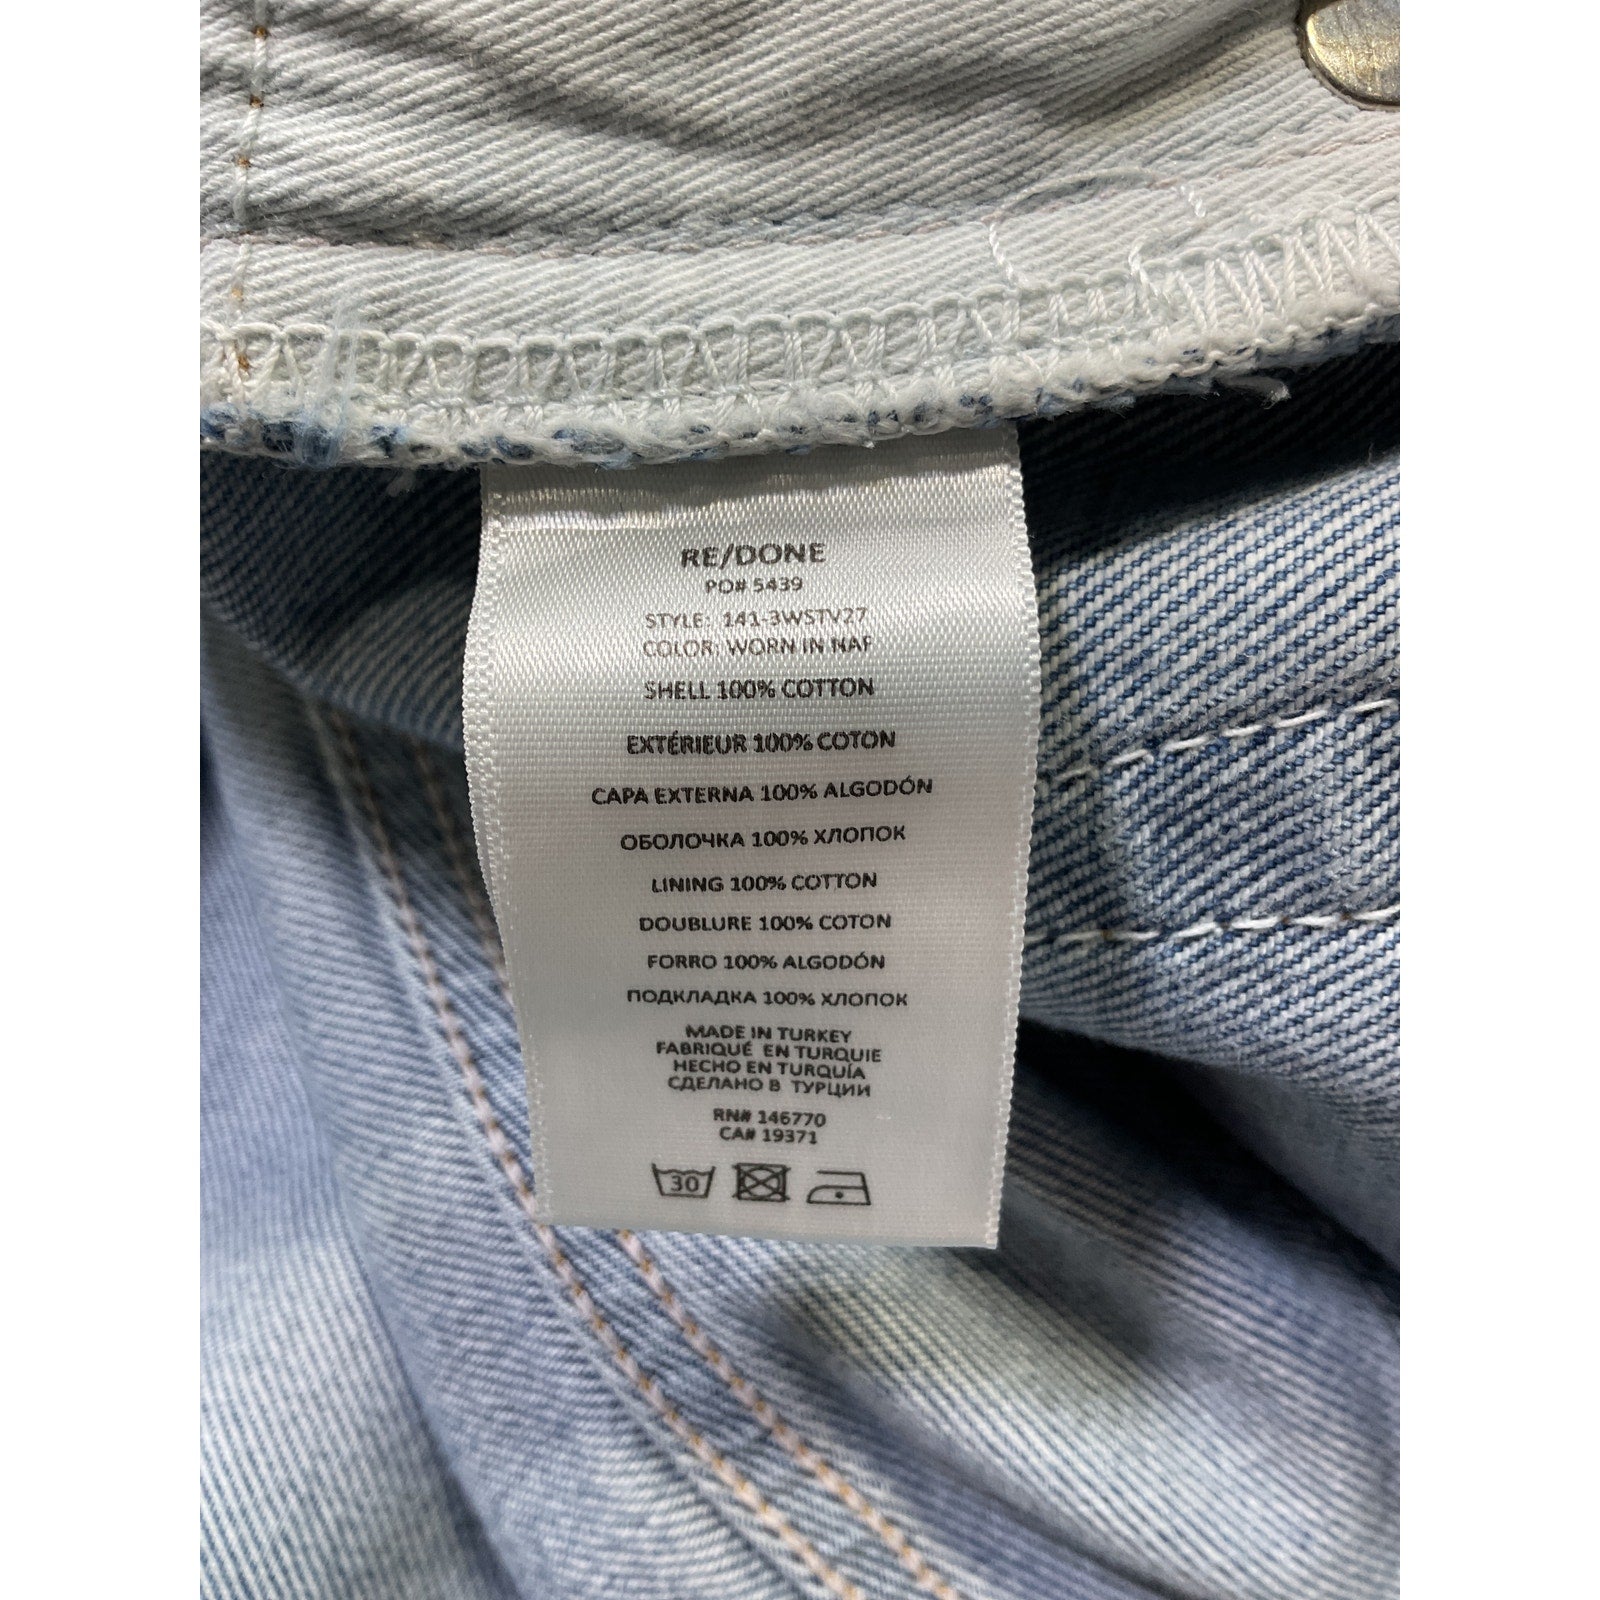 RE/DONE
PO# 5439
STYLE: 141-3WSTV27
COLOR: WORN IN NAF
SHELL 100% COTTON
EXTÉRIEUR 100% COTON
CAPA EXTERNA 100% ALGODÓN
ОБОЛОЧКА 100% ХЛОПОК
LINING 100% COTTON
DOUBLURE 100% COTON
FORRO 100% ALGODÓN
ПОДКЛАДКА 100% ХЛОПОК
MADE IN TURKEY
FABRIQUÉ EN TURQUIE
HECHO EN TURQUÍA
СДЕЛАНО В ТУРЦИИ
RN# 146770
CA# 19371
30